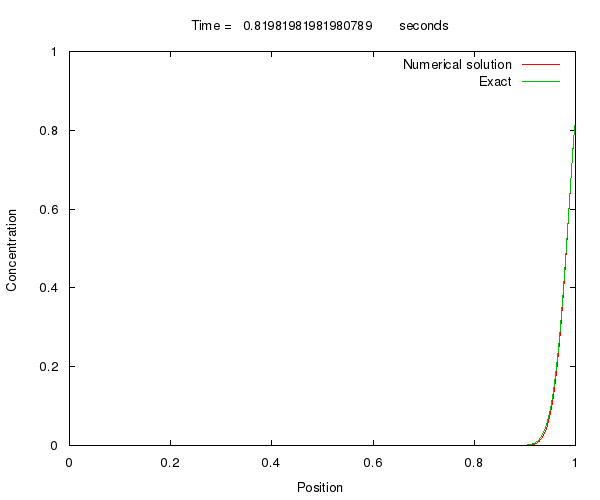 Time = 0.81981981981980789 seconds
Numerical solution
Exact
Concentration
1
0.8
0.6
0.4
0.2
0
0 0.2 0.4 0.6 0.8 1
Position